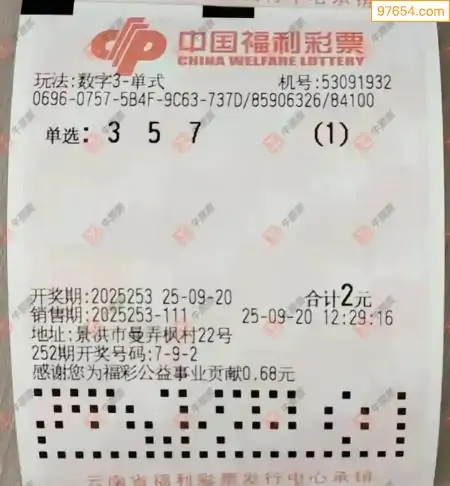 97654.com
中国福利彩票
CHINA WELFARE LOTTERY
玩法:数字3-单式 机号:53091932
0696-0757-5B4F-9C63-737D/85906326/84100
单选: 3 5 7 (1)
开奖期:2025253 25-09-20 合计2元
销售期:2025253-111 25-09-20 12:29:16
地址: 景洪市曼弄枫村22号
252期开奖号码:7-9-2
感谢您为福彩公益事业贡献0.68元
云南省福利彩票发行中心承销